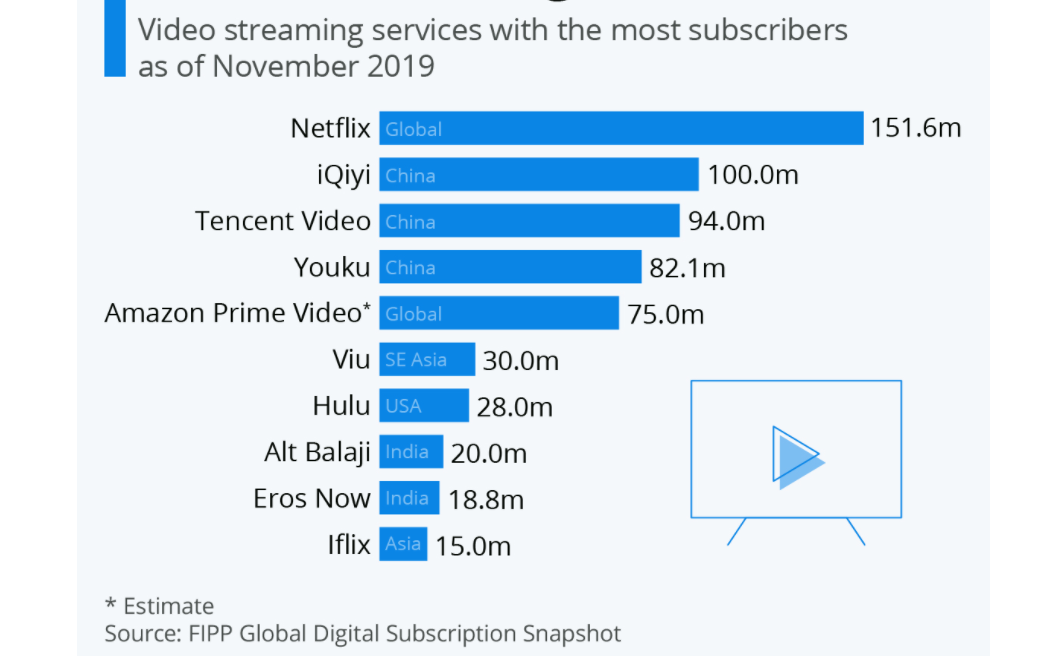 Video streaming services with the most subscribers
as of November 2019
Netflix Global 151.6m
iQiyi China 100.0m
Tencent Video China 94.0m
Youku China 82.1m
Amazon Prime Video* Global 75.0m
Viu SE Asia 30.0m
Hulu USA 28.0m
Alt Balaji India 20.0m
Eros Now India 18.8m
Iflix Asia 15.0m
* Estimate
Source: FIPP Global Digital Subscription Snapshot